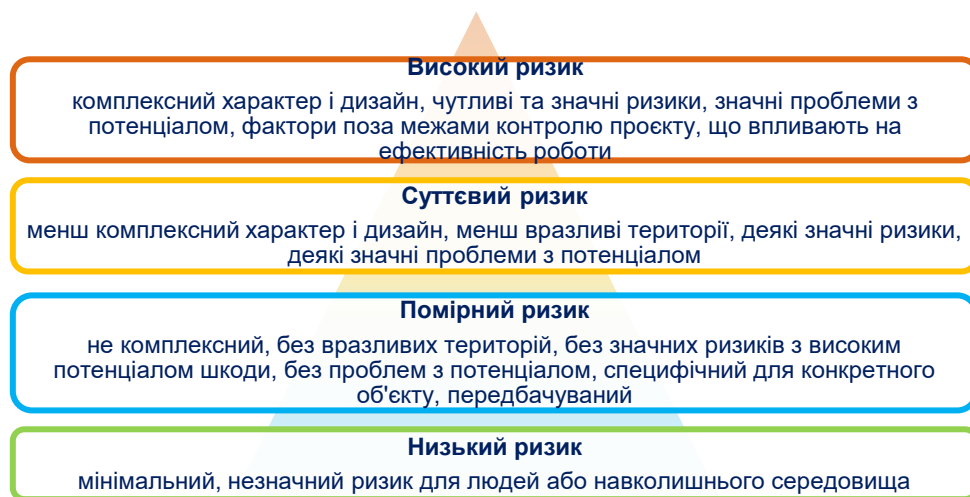 Високий ризик
комплексний характер і дизайн, чутливі та значні ризики, значні проблеми з
потенціалом, фактори поза межами контролю проєкту, що впливають на
ефективність роботи
Суттєвий ризик
менш комплексний характер і дизайн, менш вразливі території, деякі значні ризики,
деякі значні проблеми з потенціалом
Помірний ризик
не комплексний, без вразливих територій, без значних ризиків з високим
потенціалом шкоди, без проблем з потенціалом, специфічний для конкретного
об'єкту, передбачуваний
Низький ризик
мінімальний, незначний ризик для людей або навколишнього середовища